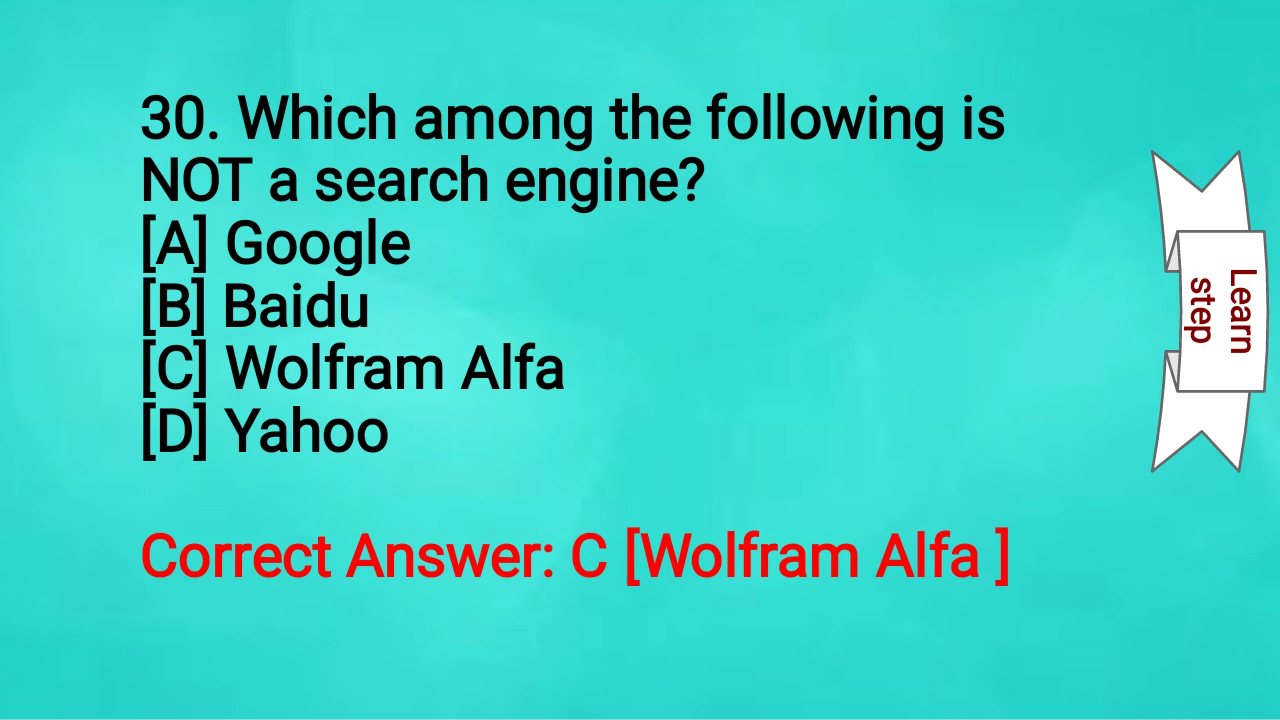 30. Which among the following is
NOT a search engine?
[A] Google
[B] Baidu
[C] Wolfram Alfa
[D] Yahoo
Correct Answer: C [Wolfram Alfa ]
Learn
step